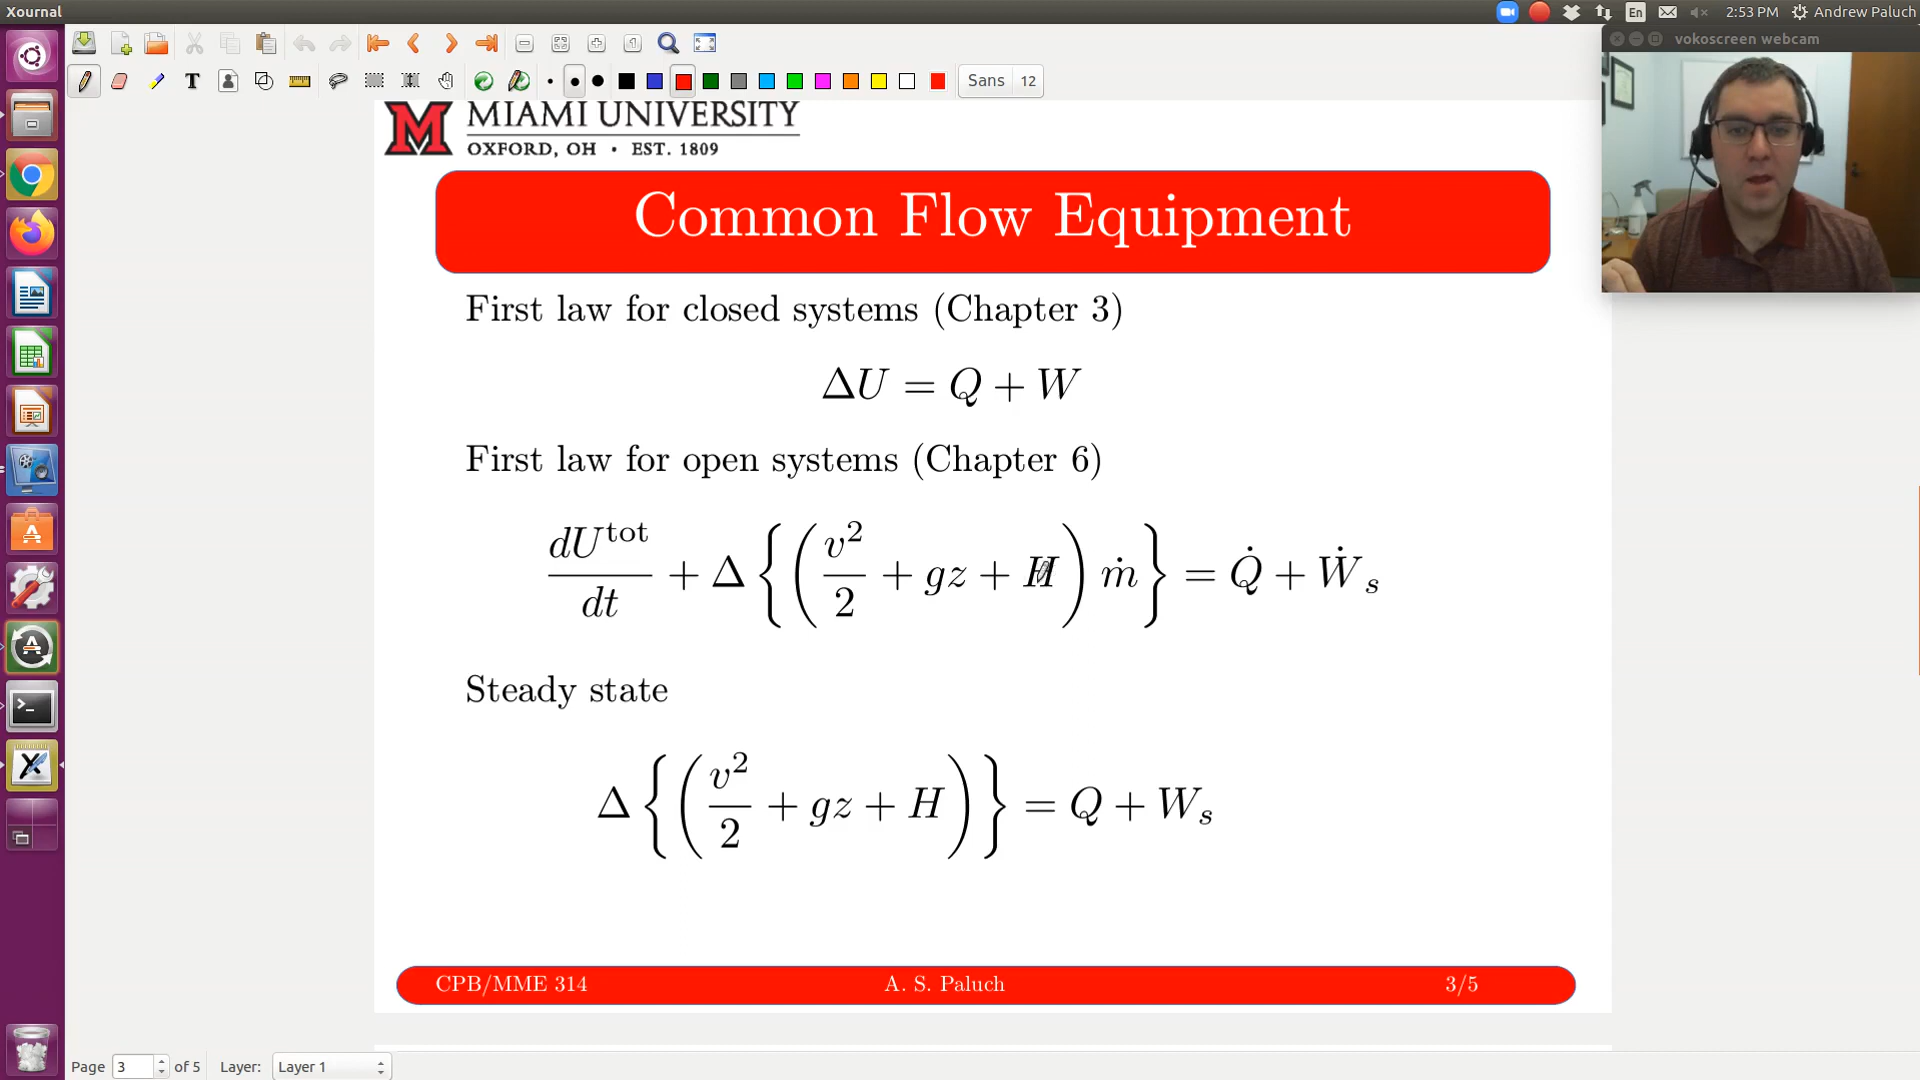 Xournal
En
2:53 PM
Andrew Paluch
vokoscreen webcam
T
Sans 12
MIAMI UNIVERSITY
OXFORD, OH • EST. 1809
Common Flow Equipment
First law for closed systems (Chapter 3)
ΔU = Q + W
First law for open systems (Chapter 6)
dU^tot/dt + Δ{(v²/2 + gz + H) ṁ} = Q̇ + Ẇ_s
Steady state
Δ{(v²/2 + gz + H)} = Q + W_s
CPB/MME 314
A. S. Paluch
3/5
Page 3 of 5 Layer: Layer 1